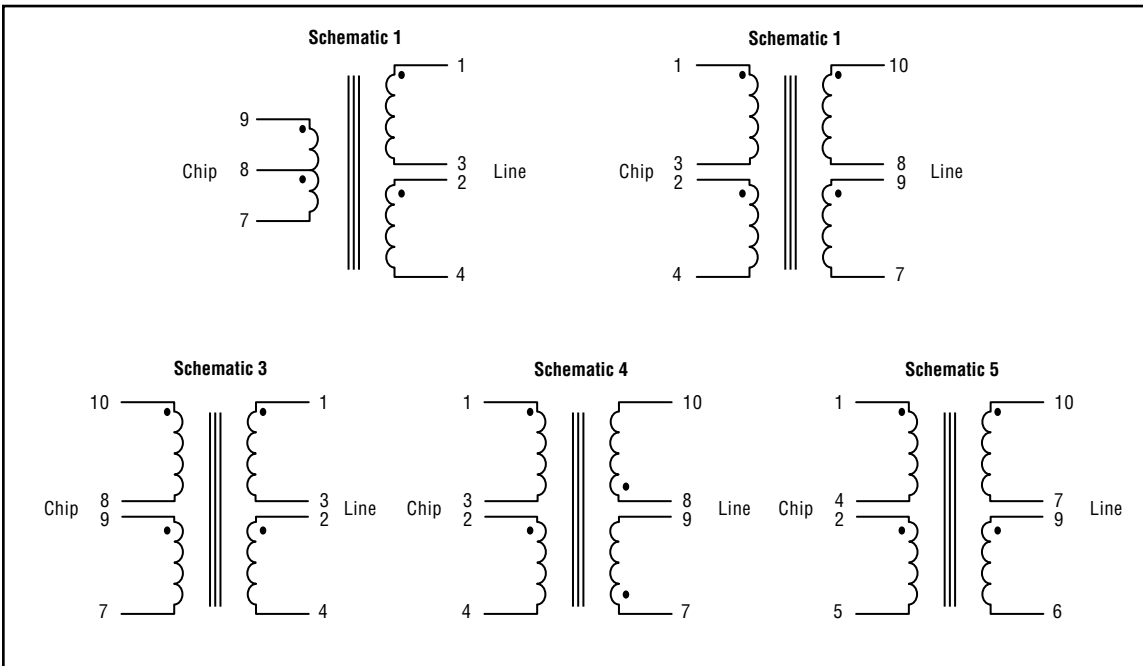 Schematic 1
9
Chip 8
7
1
3
2 Line
4
Schematic 1
1
3
Chip 2
4
10
8
9 Line
7
Schematic 3
10
8
Chip 9
7
1
3
2 Line
4
Schematic 4
1
3
Chip 2
4
10
8
9 Line
7
Schematic 5
1
4
Chip 2
5
10
7
9 Line
6